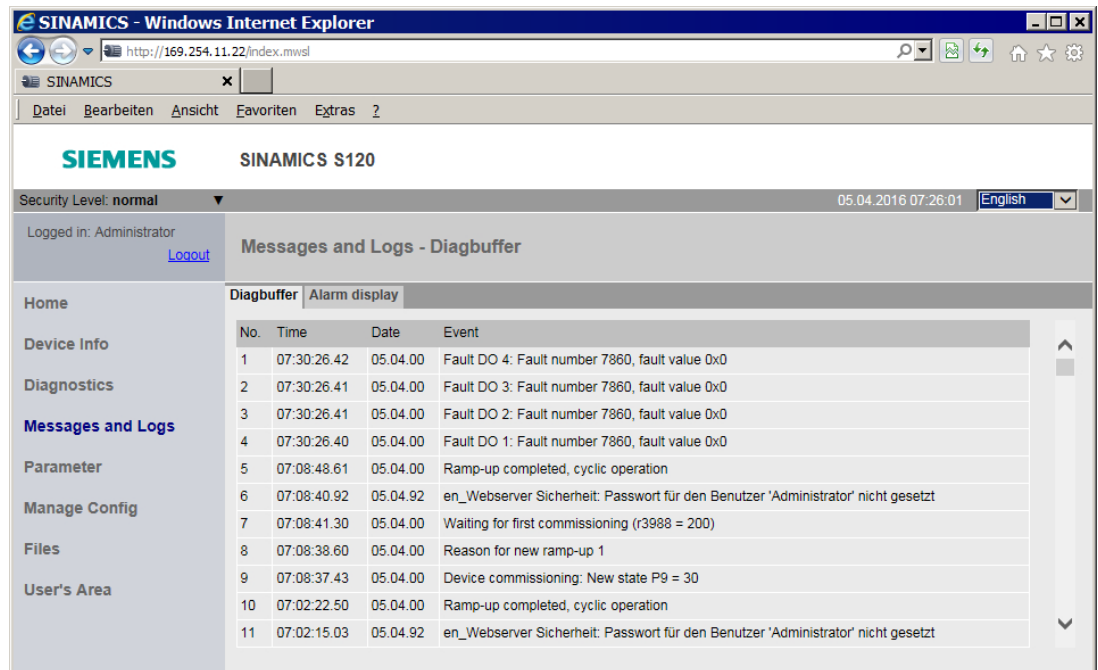 SINAMICS - Windows Internet Explorer
http://169.254.11.22/index.mwsl
SINAMICS
Datei Bearbeiten Ansicht Favoriten Extras ?
SIEMENS SINAMICS S120
Security Level: normal 05.04.2016 07:26:01 English
Logged in: Administrator
Logout
Messages and Logs - Diagbuffer
Home
Device Info
Diagnostics
Messages and Logs
Parameter
Manage Config
Files
User's Area
Diagbuffer Alarm display
No. Time Date Event
1 07:30:26.42 05.04.00 Fault DO 4: Fault number 7860, fault value 0x0
2 07:30:26.41 05.04.00 Fault DO 3: Fault number 7860, fault value 0x0
3 07:30:26.41 05.04.00 Fault DO 2: Fault number 7860, fault value 0x0
4 07:30:26.40 05.04.00 Fault DO 1: Fault number 7860, fault value 0x0
5 07:08:48.61 05.04.00 Ramp-up completed, cyclic operation
6 07:08:40.92 05.04.92 en_Webserver Sicherheit: Passwort für den Benutzer 'Administrator' nicht gesetzt
7 07:08:41.30 05.04.00 Waiting for first commissioning (r3988 = 200)
8 07:08:38.60 05.04.00 Reason for new ramp-up 1
9 07:08:37.43 05.04.00 Device commissioning: New state P9 = 30
10 07:02:22.50 05.04.00 Ramp-up completed, cyclic operation
11 07:02:15.03 05.04.92 en_Webserver Sicherheit: Passwort für den Benutzer 'Administrator' nicht gesetzt